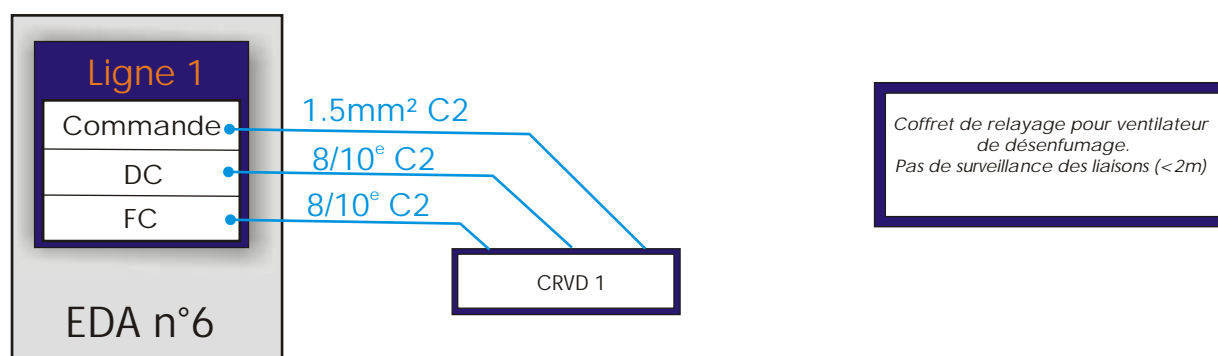 Ligne 1
Commande
DC
FC
EDA n°6
1.5mm² C2
8/10e C2
8/10e C2
CRVD 1
Coffret de relayage pour ventilateur
de désenfumage.
Pas de surveillance des liaisons (<2m)